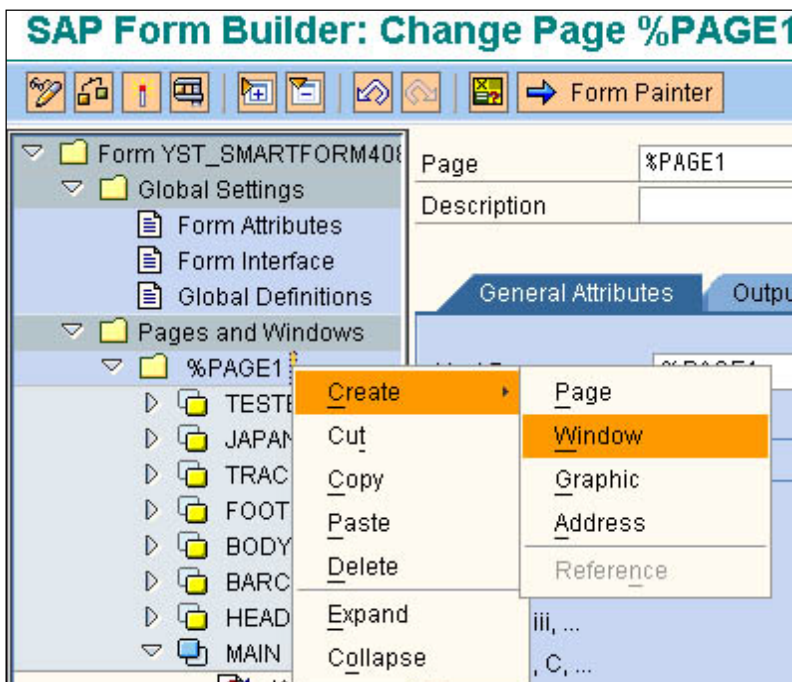 SAP Form Builder: Change Page %PAGE1
Form Painter
Form YST_SMARTFORM408
Global Settings
Form Attributes
Form Interface
Global Definitions
Pages and Windows
%PAGE1
TESTE
JAPAN
TRAC
FOOT
BODY
BARC
HEAD
MAIN
Page %PAGE1
Description
General Attributes Outpu
%PAGE1
Create
Cut
Copy
Paste
Delete
Expand
Collapse
Page
Window
Graphic
Address
Reference
iii, ...
, C, ...